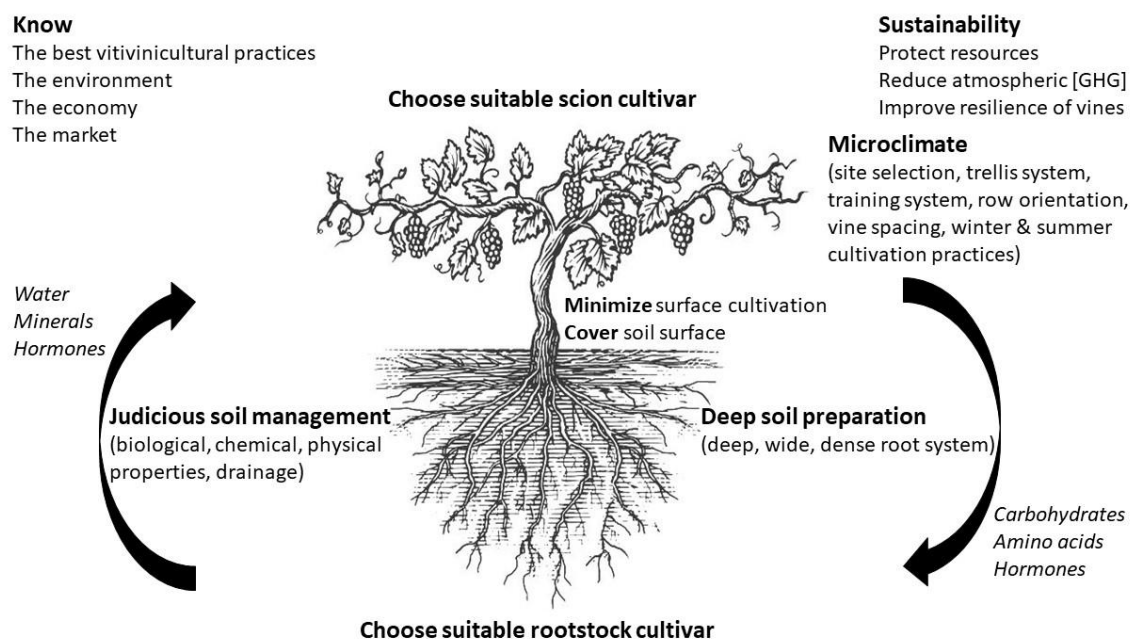 Know
The best vitivinicultural practices
The environment
The economy
The market
Sustainability
Protect resources
Reduce atmospheric [GHG]
Improve resilience of vines
Choose suitable scion cultivar
Microclimate
(site selection, trellis system,
training system, row orientation,
vine spacing, winter & summer
cultivation practices)
Water
Minerals
Hormones
Minimize surface cultivation
Cover soil surface
Judicious soil management
(biological, chemical, physical
properties, drainage)
Deep soil preparation
(deep, wide, dense root system)
Carbohydrates
Amino acids
Hormones
Choose suitable rootstock cultivar